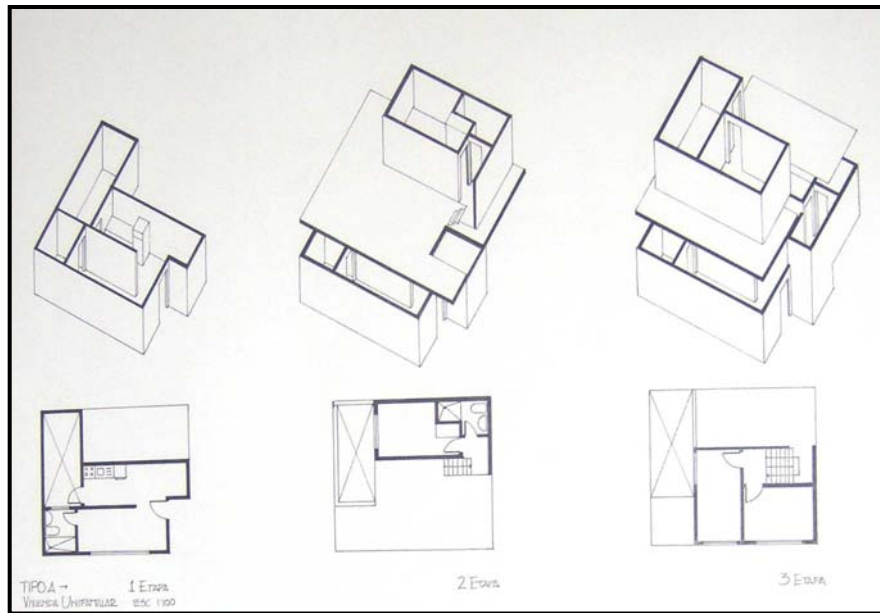 TIPO A → 1 ETAPA
VIVIENDA UNIFAMILIAR ESC 1:100
2 ETAPA
3 ETAPA